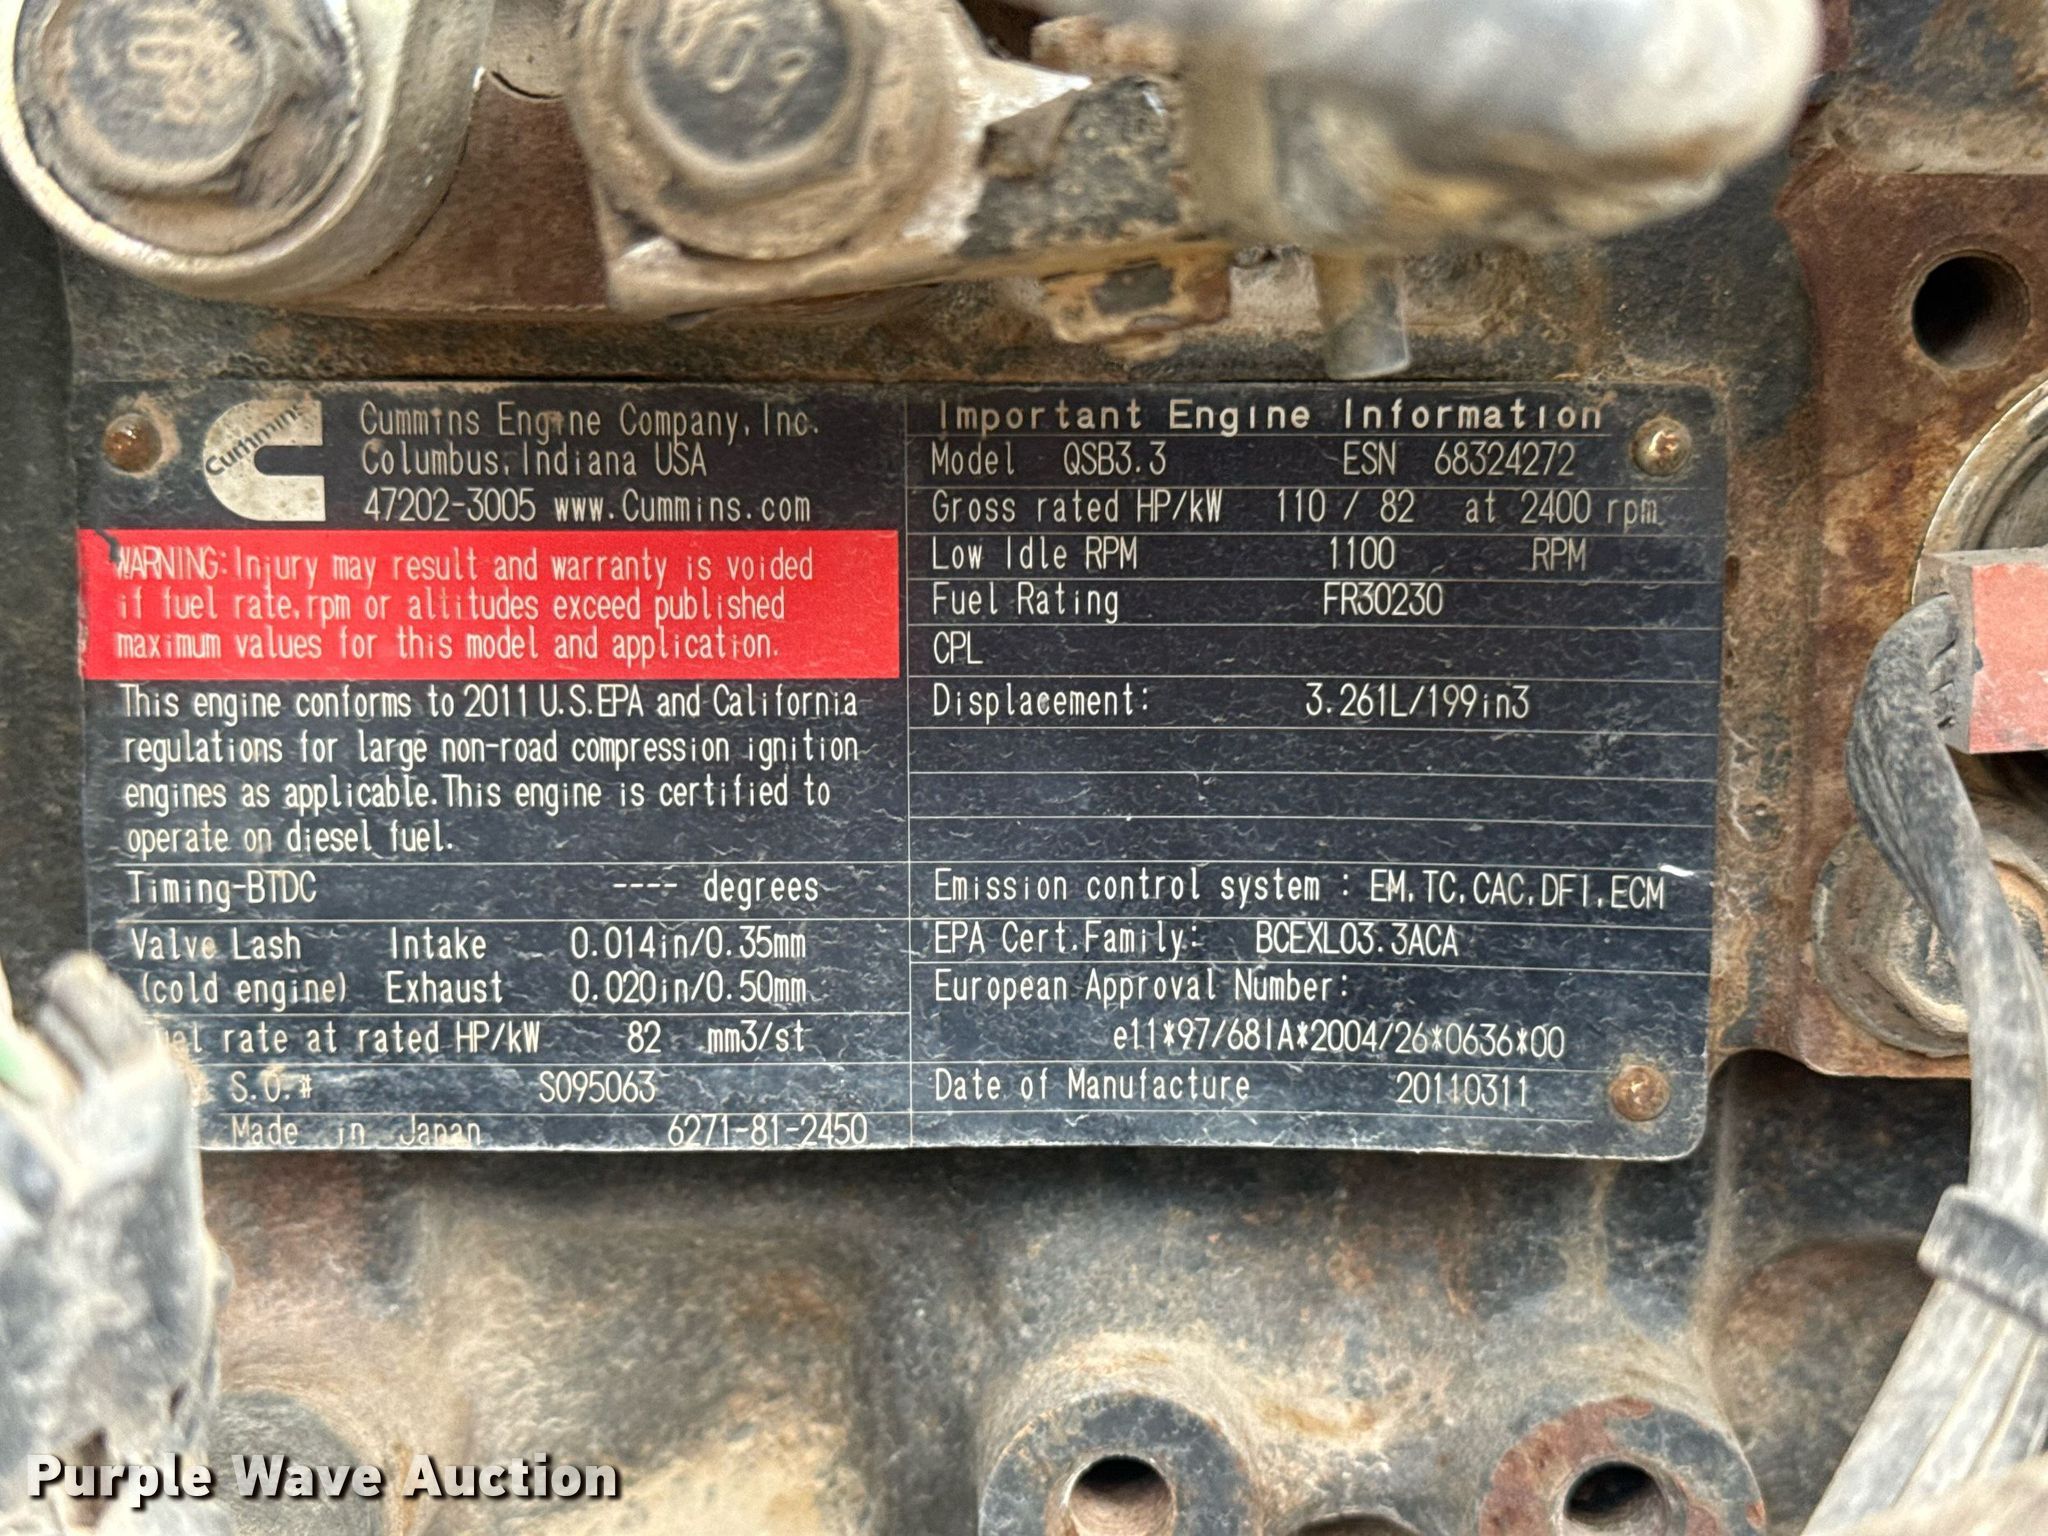 Cummins
Cummins Engine Company, Inc.
Columbus, Indiana USA
47202-3005 www.Cummins.com
WARNING: Injury may result and warranty is voided
if fuel rate, rpm or altitudes exceed published
maximum values for this model and application.
This engine conforms to 2011 U.S. EPA and California
regulations for large non-road compression ignition
engines as applicable. This engine is certified to
operate on diesel fuel.
Timing-BTDC ---- degrees
Valve Lash Intake 0.014in/0.35mm
(cold engine) Exhaust 0.020in/0.50mm
Fuel rate at rated HP/kW 82 mm3/st
S.O.# SO95063
Made in Japan 6271-81-2450
Important Engine Information
Model QSB3.3 ESN 68324272
Gross rated HP/kW 110 / 82 at 2400 rpm
Low Idle RPM 1100 RPM
Fuel Rating FR30230
CPL
Displacement: 3.261L/199in3
Emission control system : EM, TC, CAC, DFI, ECM
EPA Cert. Family: BCEXL03.3ACA
European Approval Number:
e11*97/68IA*2004/26*0636*00
Date of Manufacture 20110311
Purple Wave Auction